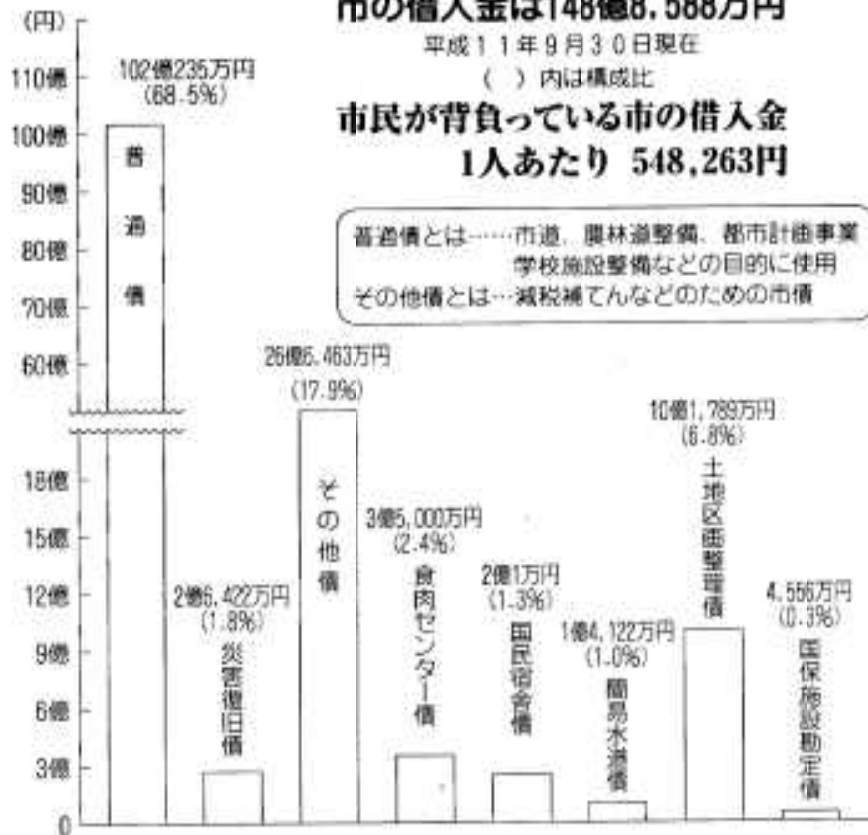 市の借入金は148億8,588万円
平成11年9月30日現在
( )内は構成比
市民が背負っている市の借入金
1人あたり 548,263円
普通債とは……市道、農林道整備、都市計画事業
学校施設整備などの目的に使用
その他債とは…減税補てんなどのための市債
(円)
110億
100億
90億
80億
70億
60億
18億
15億
12億
9億
6億
3億
0
102億235万円
(68.5%)
普通債
2億6,422万円
(1.8%)
災害復旧債
26億6,463万円
(17.9%)
その他債
3億5,000万円
(2.4%)
食肉センター債
2億1万円
(1.3%)
国民宿舎債
1億4,122万円
(1.0%)
簡易水道債
10億1,789万円
(6.8%)
土地区画整理債
4,556万円
(0.3%)
国保施設勘定債